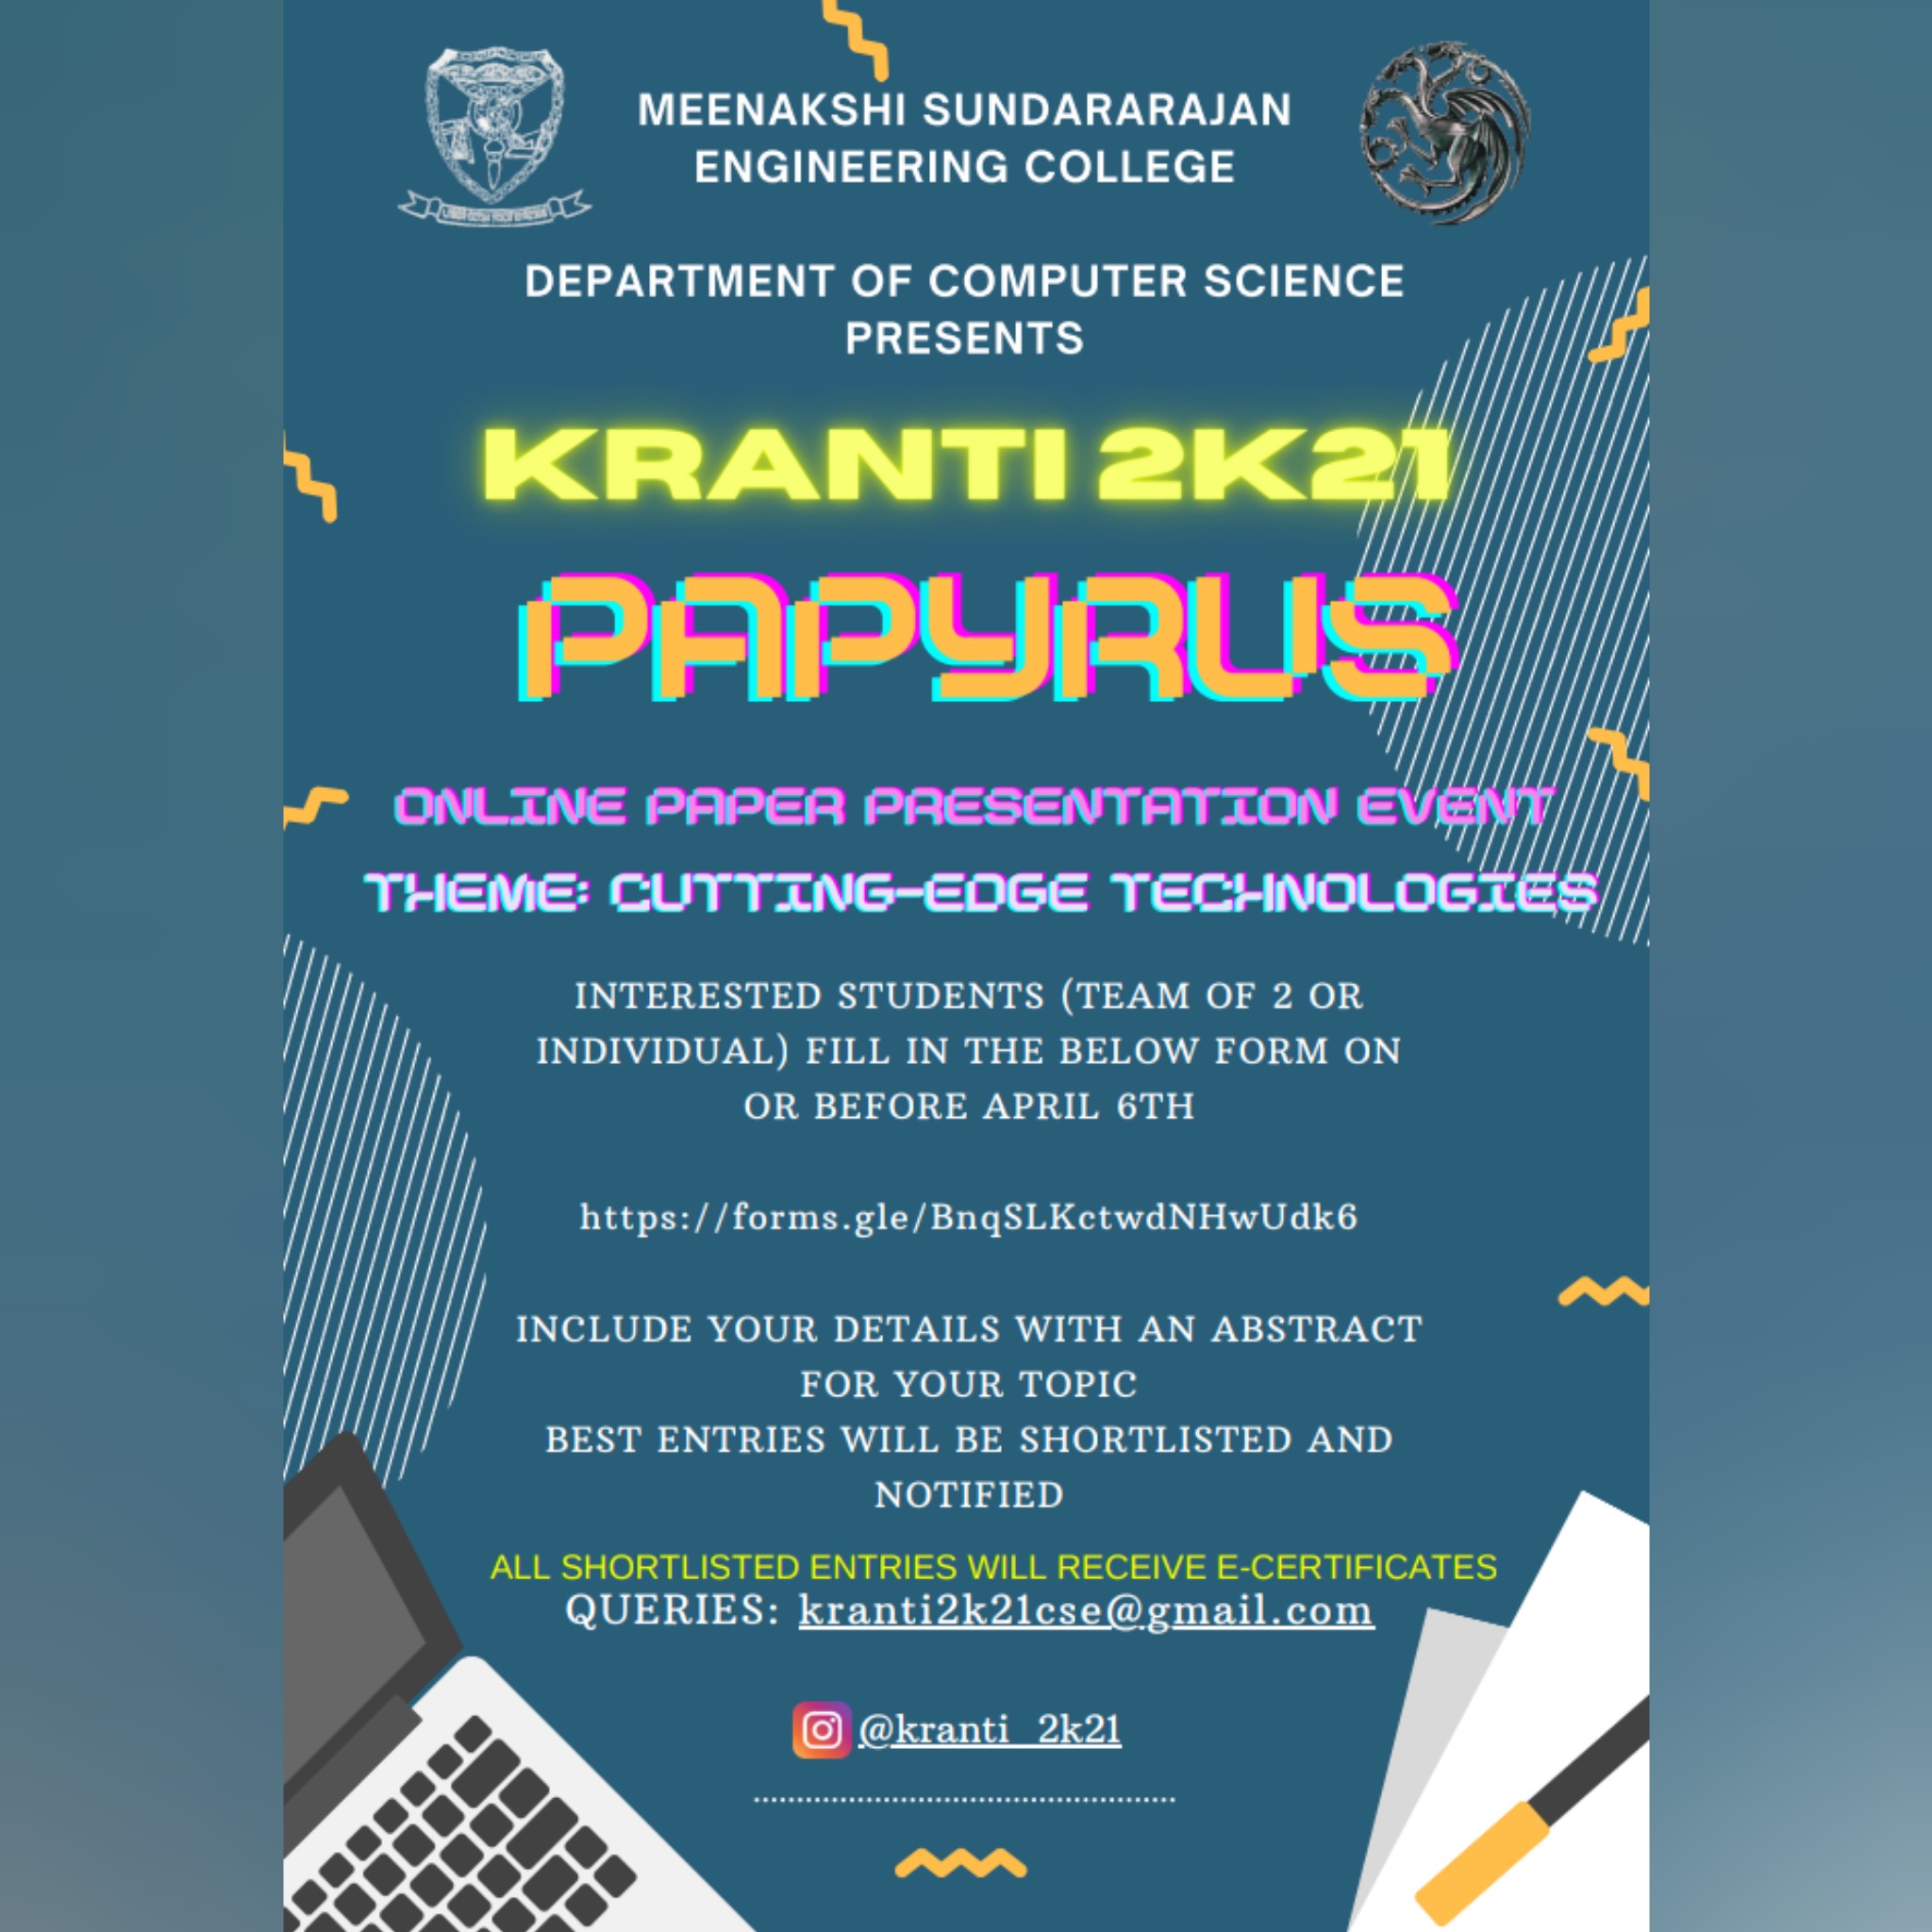 MEENAKSHI SUNDARARAJAN
ENGINEERING COLLEGE
DEPARTMENT OF COMPUTER SCIENCE
PRESENTS
KRANTI 2K21
PAPYRUS
ONLINE PAPER PRESENTATION EVENT
THEME: CUTTING-EDGE TECHNOLOGIES
INTERESTED STUDENTS (TEAM OF 2 OR
INDIVIDUAL) FILL IN THE BELOW FORM ON
OR BEFORE APRIL 6TH
https://forms.gle/BnqSLKctwdNHwUdk6
INCLUDE YOUR DETAILS WITH AN ABSTRACT
FOR YOUR TOPIC
BEST ENTRIES WILL BE SHORTLISTED AND
NOTIFIED
ALL SHORTLISTED ENTRIES WILL RECEIVE E-CERTIFICATES
QUERIES: kranti2k21cse@gmail.com
@kranti_2k21